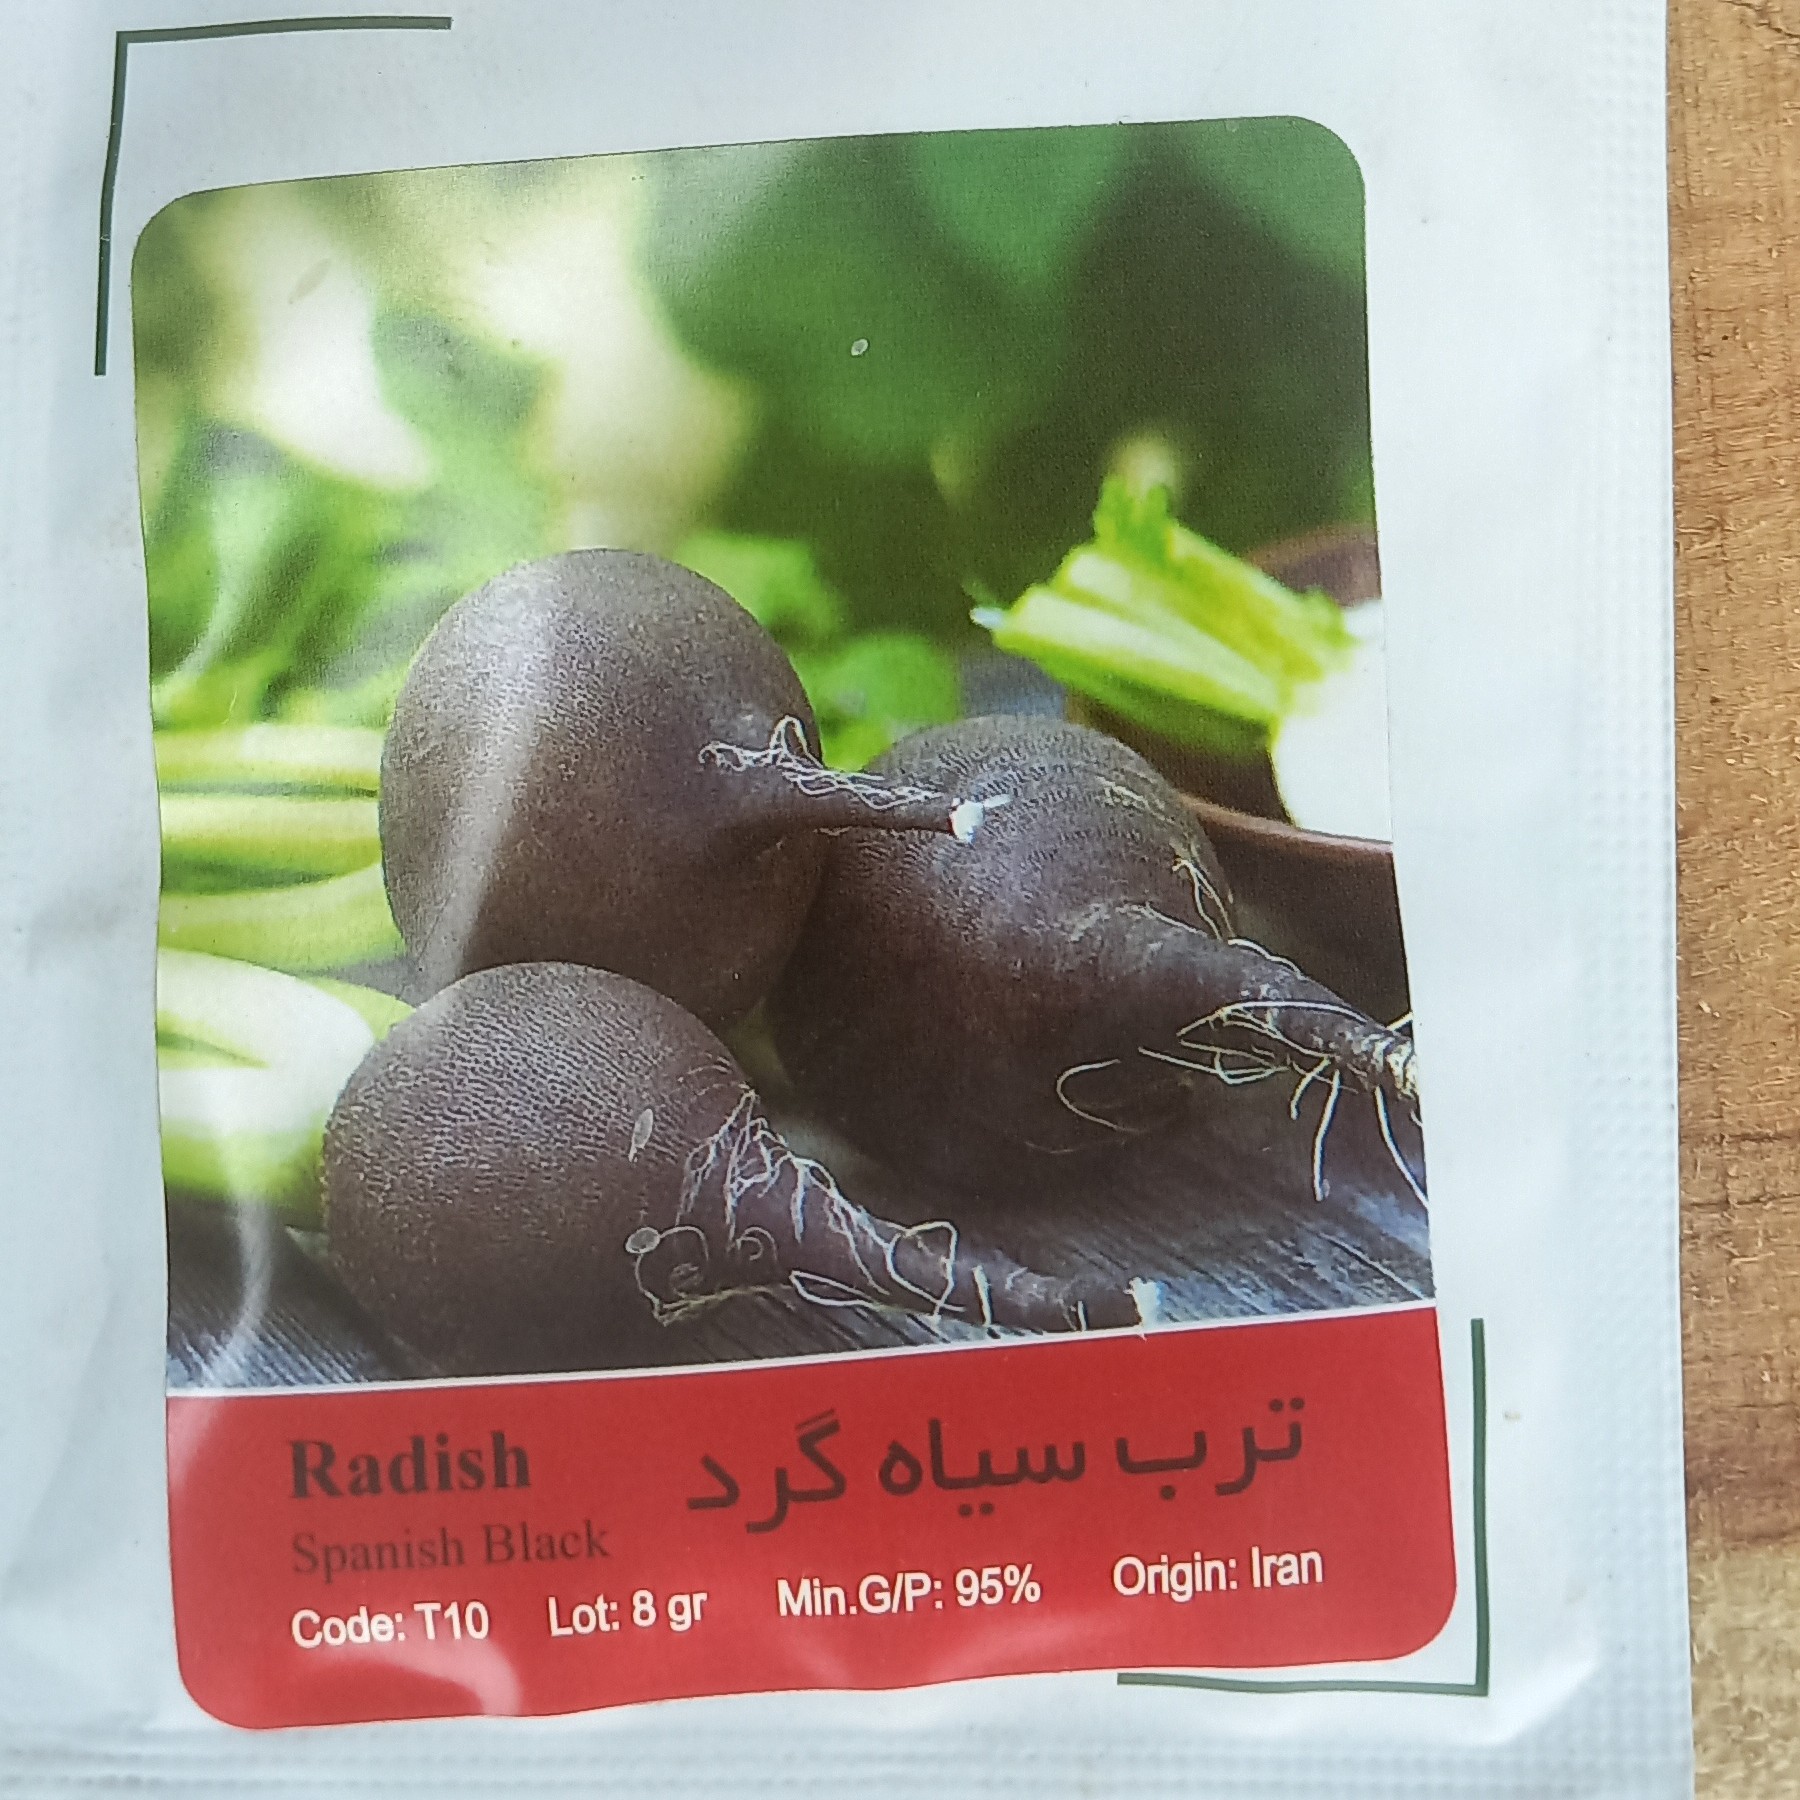 Radish
ترب سیاه گرد
Spanish Black
Code: T10 Lot: 8 gr Min.G/P: 95% Origin: Iran